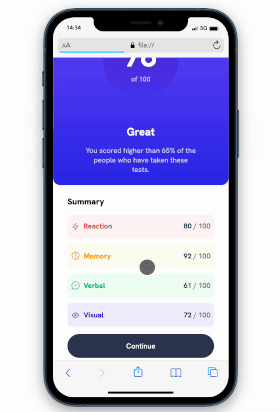 14:34
5G
AA
file://
76
of 100
Great
You scored higher than 65% of the
people who have taken these
tests.
Summary
Reaction 80 / 100
Memory 92 / 100
Verbal 61 / 100
Visual 72 / 100
Continue